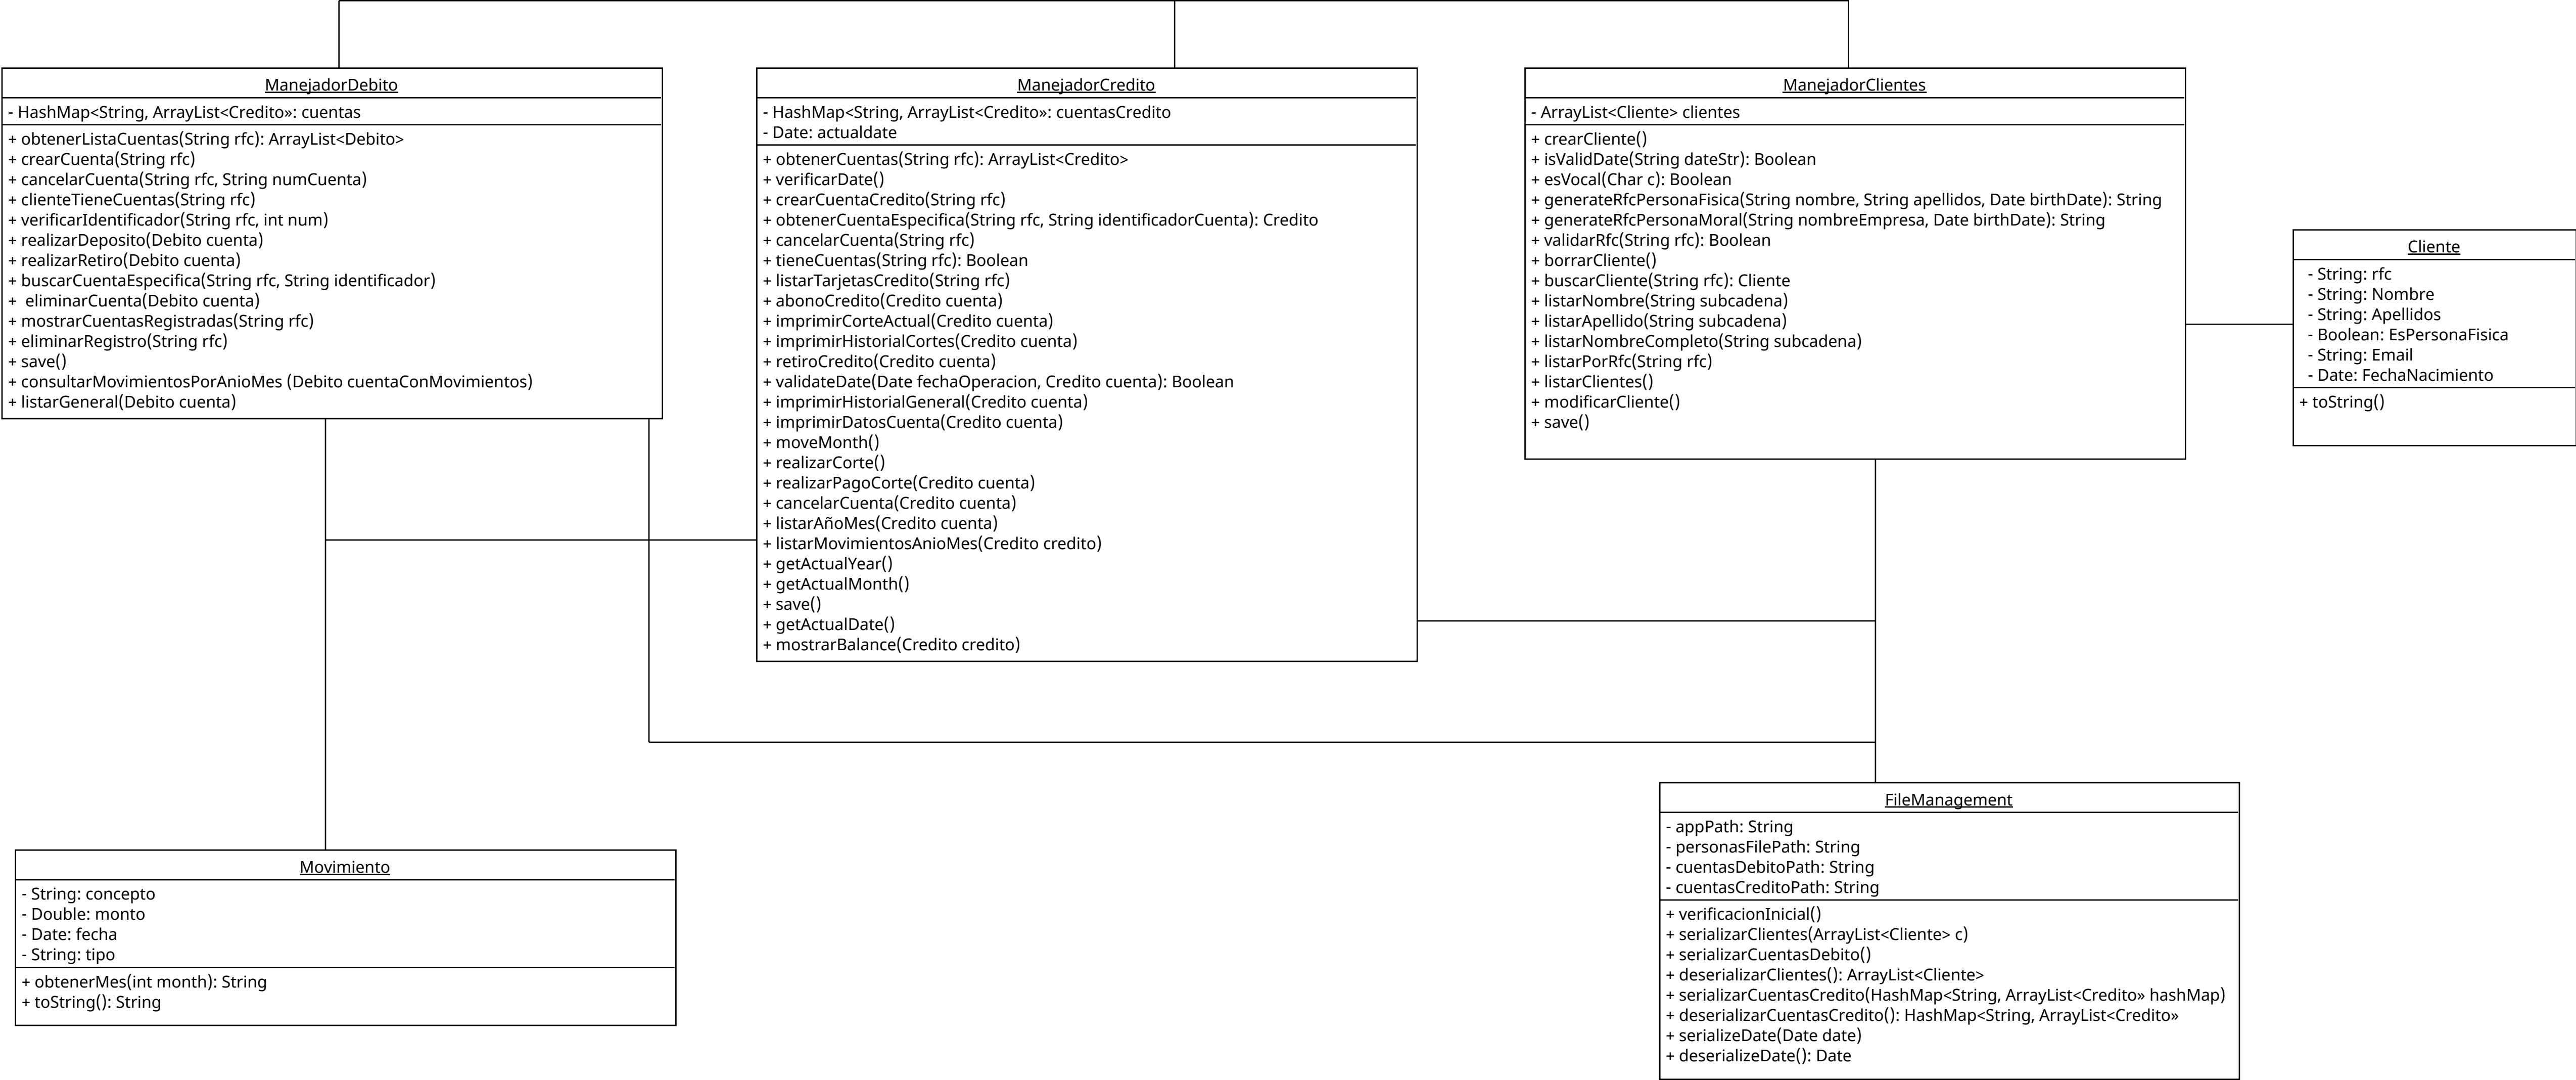 ManejadorDebito
- HashMap<String, ArrayList<Credito»: cuentas
+ obtenerListaCuentas(String rfc): ArrayList<Debito>
+ crearCuenta(String rfc)
+ cancelarCuenta(String rfc, String numCuenta)
+ clienteTieneCuentas(String rfc)
+ verificarIdentificador(String rfc, int num)
+ realizarDeposito(Debito cuenta)
+ realizarRetiro(Debito cuenta)
+ buscarCuentaEspecifica(String rfc, String identificador)
+  eliminarCuenta(Debito cuenta)
+ mostrarCuentasRegistradas(String rfc)
+ eliminarRegistro(String rfc)
+ save()
+ consultarMovimientosPorAnioMes (Debito cuentaConMovimientos)
+ listarGeneral(Debito cuenta)
ManejadorCredito
- HashMap<String, ArrayList<Credito»: cuentasCredito
- Date: actualdate
+ obtenerCuentas(String rfc): ArrayList<Credito>
+ verificarDate()
+ crearCuentaCredito(String rfc)
+ obtenerCuentaEspecifica(String rfc, String identificadorCuenta): Credito
+ cancelarCuenta(String rfc)
+ tieneCuentas(String rfc): Boolean
+ listarTarjetasCredito(String rfc)
+ abonoCredito(Credito cuenta)
+ imprimirCorteActual(Credito cuenta)
+ imprimirHistorialCortes(Credito cuenta)
+ retiroCredito(Credito cuenta)
+ validateDate(Date fechaOperacion, Credito cuenta): Boolean
+ imprimirHistorialGeneral(Credito cuenta)
+ imprimirDatosCuenta(Credito cuenta)
+ moveMonth()
+ realizarCorte()
+ realizarPagoCorte(Credito cuenta)
+ cancelarCuenta(Credito cuenta)
+ listarAñoMes(Credito cuenta)
+ listarMovimientosAnioMes(Credito credito)
+ getActualYear()
+ getActualMonth()
+ save()
+ getActualDate()
+ mostrarBalance(Credito credito)
ManejadorClientes
- ArrayList<Cliente> clientes
+ crearCliente()
+ isValidDate(String dateStr): Boolean
+ esVocal(Char c): Boolean
+ generateRfcPersonaFisica(String nombre, String apellidos, Date birthDate): String
+ generateRfcPersonaMoral(String nombreEmpresa, Date birthDate): String
+ validarRfc(String rfc): Boolean
+ borrarCliente()
+ buscarCliente(String rfc): Cliente
+ listarNombre(String subcadena)
+ listarApellido(String subcadena)
+ listarNombreCompleto(String subcadena)
+ listarPorRfc(String rfc)
+ listarClientes()
+ modificarCliente()
+ save()
Cliente
- String: rfc
- String: Nombre
- String: Apellidos
- Boolean: EsPersonaFisica
- String: Email
- Date: FechaNacimiento
+ toString()
Movimiento
- String: concepto
- Double: monto
- Date: fecha
- String: tipo
+ obtenerMes(int month): String
+ toString(): String
FileManagement
- appPath: String
- personasFilePath: String
- cuentasDebitoPath: String
- cuentasCreditoPath: String
+ verificacionInicial()
+ serializarClientes(ArrayList<Cliente> c)
+ serializarCuentasDebito()
+ deserializarClientes(): ArrayList<Cliente>
+ serializarCuentasCredito(HashMap<String, ArrayList<Credito» hashMap)
+ deserializarCuentasCredito(): HashMap<String, ArrayList<Credito»
+ serializeDate(Date date)
+ deserializeDate(): Date